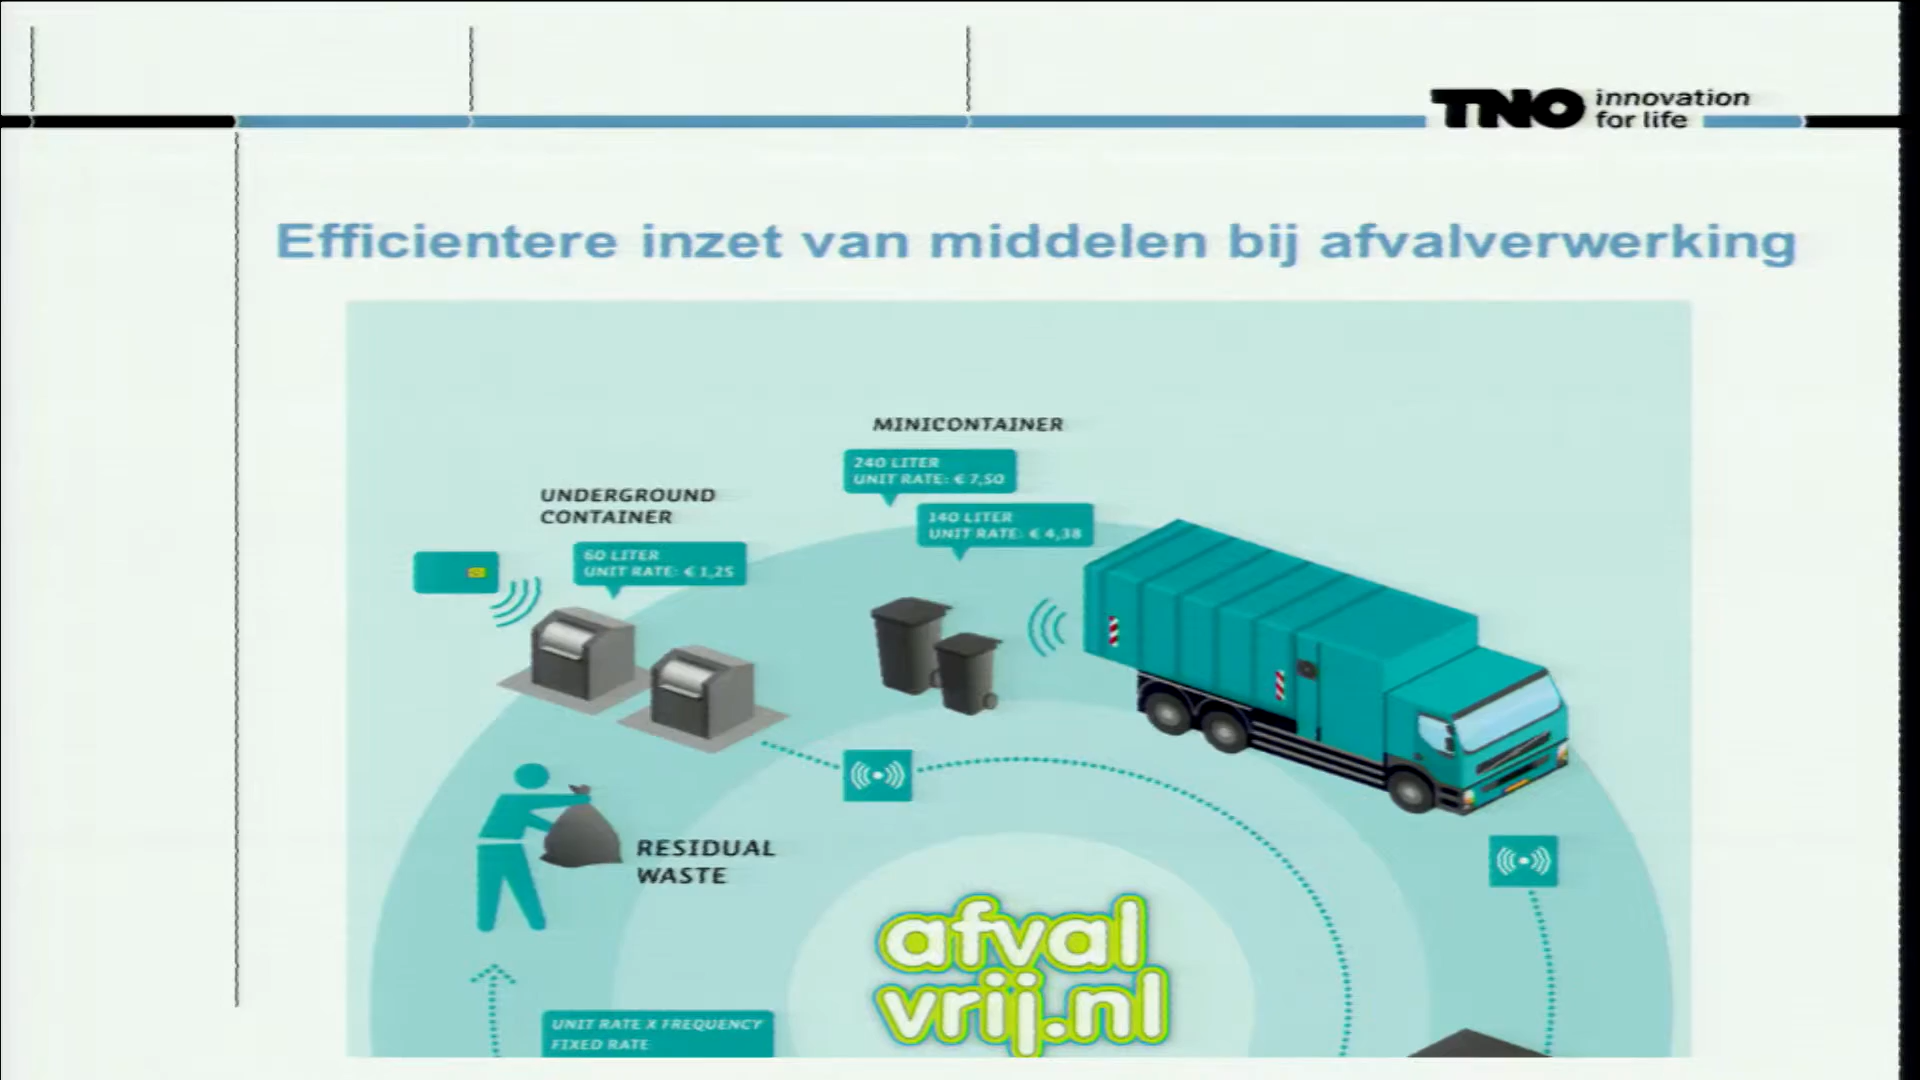 TNO innovation
for life
Efficientere inzet van middelen bij afvalverwerking
MINICONTAINER
240 LITER
UNIT RATE: € 7,50
140 LITER
UNIT RATE: € 4,38
UNDERGROUND
CONTAINER
60 LITER
UNIT RATE: € 1,25
RESIDUAL
WASTE
afval
vrij.nl
UNIT RATE X FREQUENCY
FIXED RATE